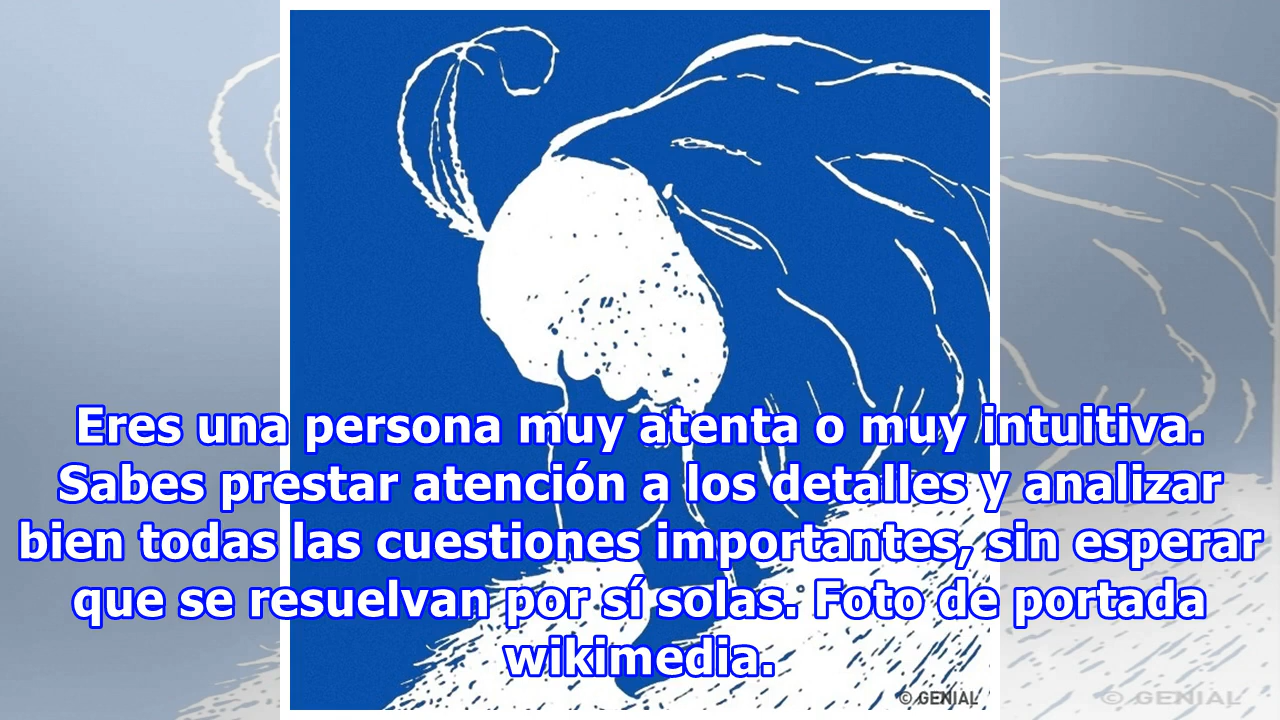 Eres una persona muy atenta o muy intuitiva.
Sabes prestar atención a los detalles y analizar
bien todas las cuestiones importantes, sin esperar
que se resuelvan por sí solas. Foto de portada
wikimedia.
© GENIAL
© GENIAL